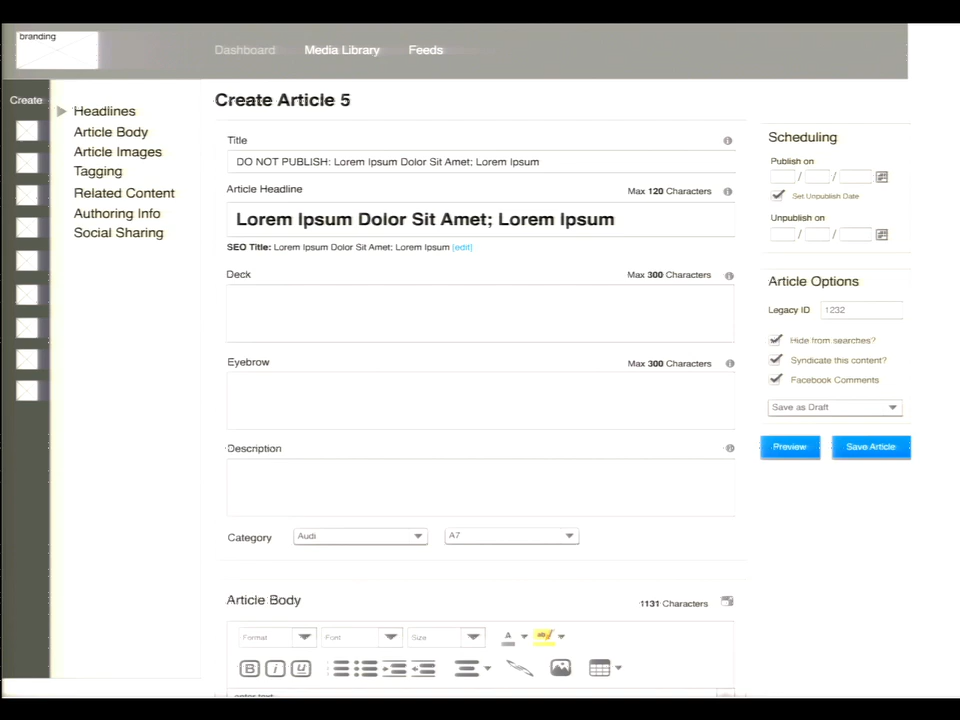 branding
Dashboard Media Library Feeds
Create
Headlines
Article Body
Article Images
Tagging
Related Content
Authoring Info
Social Sharing
Create Article 5
Title
DO NOT PUBLISH: Lorem Ipsum Dolor Sit Amet; Lorem Ipsum
Article Headline Max 120 Characters
Lorem Ipsum Dolor Sit Amet; Lorem Ipsum
SEO Title: Lorem Ipsum Dolor Sit Amet; Lorem Ipsum [edit]
Deck Max 300 Characters
Eyebrow Max 300 Characters
Description
Category Audi A7
Article Body 1131 Characters
Format Font Size A ab
B i U
enter text
Scheduling
Publish on
/ /
Set Unpublish Date
Unpublish on
/ /
Article Options
Legacy ID 1232
Hide from searches?
Syndicate this content?
Facebook Comments
Save as Draft
Preview Save Article